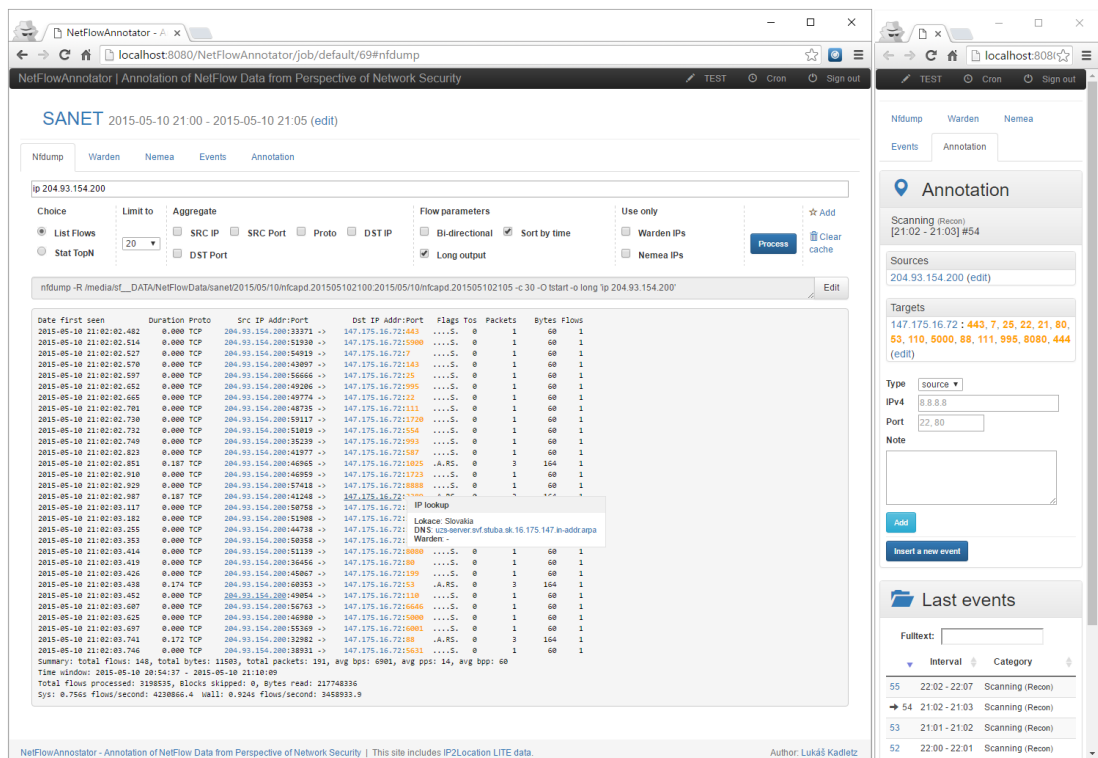 NetFlowAnnotator - A
localhost:8080/NetFlowAnnotator/job/default/69#nfdump
NetFlowAnnotator | Annotation of NetFlow Data from Perspective of Network Security TEST Cron Sign out
SANET 2015-05-10 21:00 - 2015-05-10 21:05 (edit)
Nfdump Warden Nemea Events Annotation
ip 204.93.154.200
Choice Limit to Aggregate Flow parameters Use only Add
List Flows 20 SRC IP SRC Port Proto DST IP Bi-directional Sort by time Warden IPs Process Clear cache
Stat TopN DST Port Long output Nemea IPs
nfdump -R /media/sf__DATA/NetFlowData/sanet/2015/05/10/nfcapd.201505102100:2015/05/10/nfcapd.201505102105 -c 30 -O tstart -o long 'ip 204.93.154.200' Edit
Date first seen Duration Proto Src IP Addr:Port Dst IP Addr:Port Flags Tos Packets Bytes Flows
2015-05-10 21:02:02.482 0.000 TCP 204.93.154.200:33371 -> 147.175.16.72:443 ....S. 0 1 60 1
2015-05-10 21:02:02.514 0.000 TCP 204.93.154.200:51930 -> 147.175.16.72:5900 ....S. 0 1 60 1
2015-05-10 21:02:02.527 0.000 TCP 204.93.154.200:54919 -> 147.175.16.72:7 ....S. 0 1 60 1
2015-05-10 21:02:02.570 0.000 TCP 204.93.154.200:43097 -> 147.175.16.72:143 ....S. 0 1 60 1
2015-05-10 21:02:02.597 0.000 TCP 204.93.154.200:56666 -> 147.175.16.72:25 ....S. 0 1 60 1
2015-05-10 21:02:02.652 0.000 TCP 204.93.154.200:49206 -> 147.175.16.72:995 ....S. 0 1 60 1
2015-05-10 21:02:02.665 0.000 TCP 204.93.154.200:49774 -> 147.175.16.72:22 ....S. 0 1 60 1
2015-05-10 21:02:02.701 0.000 TCP 204.93.154.200:48735 -> 147.175.16.72:111 ....S. 0 1 60 1
2015-05-10 21:02:02.730 0.000 TCP 204.93.154.200:59117 -> 147.175.16.72:1720 ....S. 0 1 60 1
2015-05-10 21:02:02.732 0.000 TCP 204.93.154.200:51019 -> 147.175.16.72:554 ....S. 0 1 60 1
2015-05-10 21:02:02.749 0.000 TCP 204.93.154.200:35239 -> 147.175.16.72:993 ....S. 0 1 60 1
2015-05-10 21:02:02.823 0.000 TCP 204.93.154.200:41977 -> 147.175.16.72:587 ....S. 0 1 60 1
2015-05-10 21:02:02.851 0.187 TCP 204.93.154.200:46965 -> 147.175.16.72:1025 .A.RS. 0 3 164 1
2015-05-10 21:02:02.910 0.000 TCP 204.93.154.200:46959 -> 147.175.16.72:1723 ....S. 0 1 60 1
2015-05-10 21:02:02.929 0.000 TCP 204.93.154.200:57418 -> 147.175.16.72:8888 ....S. 0 1 60 1
2015-05-10 21:02:02.987 0.187 TCP 204.93.154.200:41248 -> 147.175.16.72:
2015-05-10 21:02:03.117 0.000 TCP 204.93.154.200:50758 -> 147.175.16.72:
2015-05-10 21:02:03.182 0.000 TCP 204.93.154.200:51908 -> 147.175.16.72:
2015-05-10 21:02:03.255 0.000 TCP 204.93.154.200:44738 -> 147.175.16.72:
2015-05-10 21:02:03.353 0.000 TCP 204.93.154.200:50358 -> 147.175.16.72:
IP lookup
Lokace: Slovakia
DNS: uzs-server.svf.stuba.sk.16.175.147.in-addr.arpa
Warden: -
2015-05-10 21:02:03.414 0.000 TCP 204.93.154.200:51139 -> 147.175.16.72:8080 ....S. 0 1 60 1
2015-05-10 21:02:03.419 0.000 TCP 204.93.154.200:36456 -> 147.175.16.72:80 ....S. 0 1 60 1
2015-05-10 21:02:03.426 0.000 TCP 204.93.154.200:45067 -> 147.175.16.72:199 ....S. 0 1 60 1
2015-05-10 21:02:03.438 0.174 TCP 204.93.154.200:60353 -> 147.175.16.72:53 .A.RS. 0 3 164 1
2015-05-10 21:02:03.452 0.000 TCP 204.93.154.200:49054 -> 147.175.16.72:110 ....S. 0 1 60 1
2015-05-10 21:02:03.607 0.000 TCP 204.93.154.200:56763 -> 147.175.16.72:6646 ....S. 0 1 60 1
2015-05-10 21:02:03.625 0.000 TCP 204.93.154.200:46980 -> 147.175.16.72:5000 ....S. 0 1 60 1
2015-05-10 21:02:03.697 0.000 TCP 204.93.154.200:55369 -> 147.175.16.72:6001 ....S. 0 1 60 1
2015-05-10 21:02:03.741 0.172 TCP 204.93.154.200:32982 -> 147.175.16.72:88 .A.RS. 0 3 164 1
2015-05-10 21:02:03.746 0.000 TCP 204.93.154.200:38931 -> 147.175.16.72:5631 ....S. 0 1 60 1
Summary: total flows: 148, total bytes: 11503, total packets: 191, avg bps: 6901, avg pps: 14, avg bpp: 60
Time window: 2015-05-10 20:54:37 - 2015-05-10 21:10:09
Total flows processed: 3198535, Blocks skipped: 0, Bytes read: 217748336
Sys: 0.756s flows/second: 4230866.4 Wall: 0.924s flows/second: 3458933.9
NetFlowAnnostator - Annotation of NetFlow Data from Perspective of Network Security | This site includes IP2Location LITE data. Author: Lukáš Kadletz
localhost:808
TEST Cron Sign out
Nfdump Warden Nemea
Events Annotation
Annotation
Scanning (Recon)
[21:02 - 21:03] #54
Sources
204.93.154.200 (edit)
Targets
147.175.16.72 : 443, 7, 25, 22, 21, 80,
53, 110, 5000, 88, 111, 995, 8080, 444
(edit)
Type source
IPv4 8.8.8.8
Port 22, 80
Note
Add
Insert a new event
Last events
Fulltext:
Interval Category
55 22:02 - 22:07 Scanning (Recon)
54 21:02 - 21:03 Scanning (Recon)
53 21:01 - 21:02 Scanning (Recon)
52 22:00 - 22:01 Scanning (Recon)